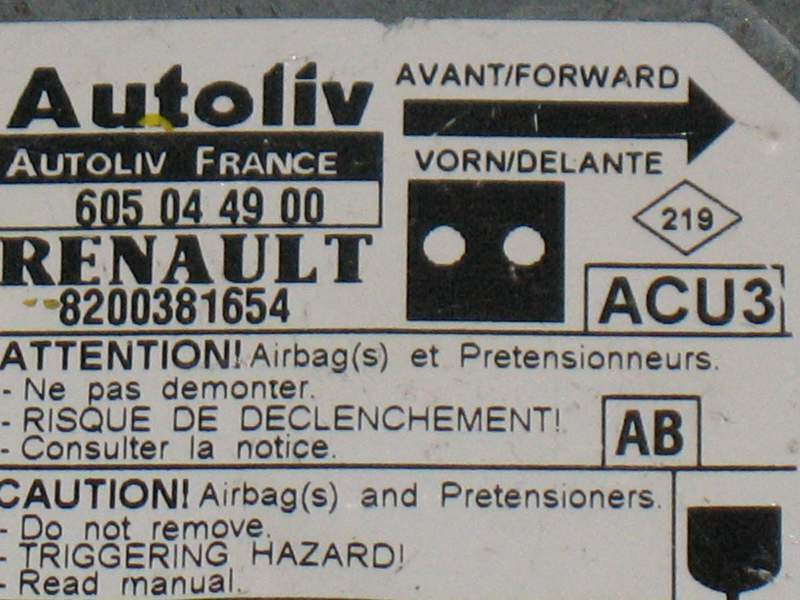 Autoliv
AUTOLIV FRANCE
605 04 49 00
RENAULT
8200381654
AVANT/FORWARD
VORN/DELANTE
219
ACU3
ATTENTION! Airbag(s) et Pretensionneurs.
- Ne pas demonter.
- RISQUE DE DECLENCHEMENT!
- Consulter la notice.
AB
CAUTION! Airbag(s) and Pretensioners.
- Do not remove.
- TRIGGERING HAZARD!
- Read manual.